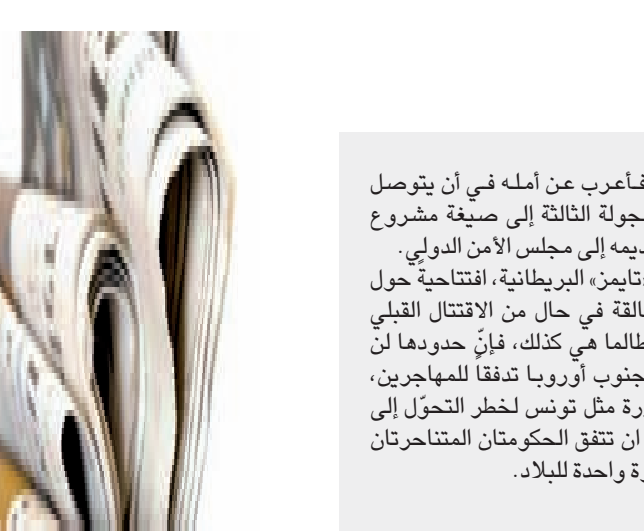 فأعرب عن أمله في أن يتوصل
جولة الثالثة إلى صيغة مشروع
ديمه إلى مجلس الأمن الدولي.
تايمز» البريطانية، افتتاحية حول
القة في حال من الاقتتال القبلي
طالما هي كذلك، فإنّ حدودها لن
جنوب أوروبا تدفقاً للمهاجرين،
رة مثل تونس لخطر التحوّل إلى
ان تتفق الحكومتان المتناحرتان
رة واحدة للبلاد.